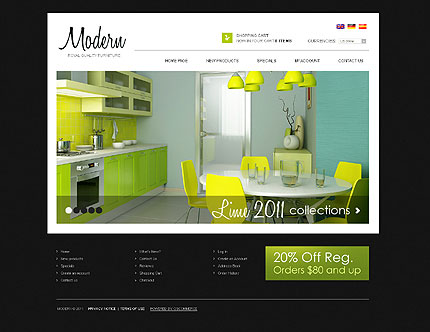 Modern
ROYAL QUALITY FURNITURE
SHOPPING CART
NOW IN YOUR CART 0 ITEMS
CURRENCIES
US Dollar
HOME PAGE
NEW PRODUCTS
SPECIALS
MY ACCOUNT
CONTACT US
Lime 2011 collections
Home
New products
Specials
Create an account
Contact us
What's New?
Contact Us
Reviews
Shopping Cart
Checkout
Log In
Create an Account
Address Book
Order History
20% Off Reg.
Orders $80 and up
MODERN © 2011 PRIVACY NOTICE | TERMS OF USE POWERED BY OSCOMMERCE